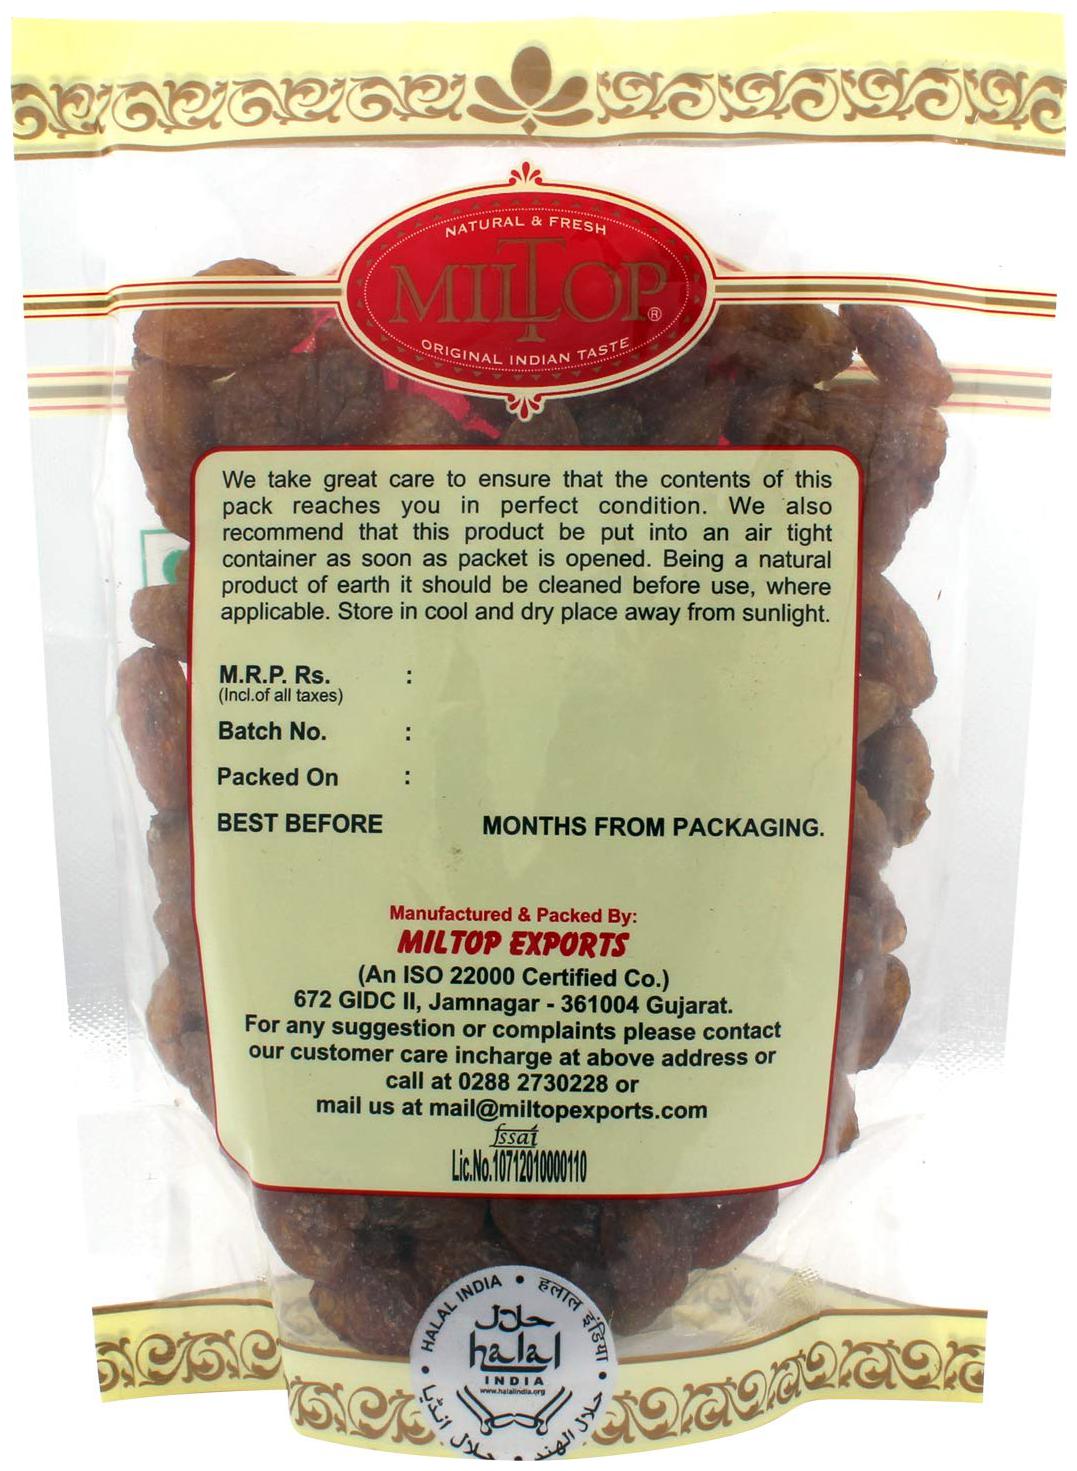 NATURAL & FRESH
MILTOP®
ORIGINAL INDIAN TASTE
We take great care to ensure that the contents of this
pack reaches you in perfect condition. We also
recommend that this product be put into an air tight
container as soon as packet is opened. Being a natural
product of earth it should be cleaned before use, where
applicable. Store in cool and dry place away from sunlight.
M.R.P. Rs. :
(Incl.of all taxes)
Batch No. :
Packed On :
BEST BEFORE MONTHS FROM PACKAGING.
Manufactured & Packed By:
MILTOP EXPORTS
(An ISO 22000 Certified Co.)
672 GIDC II, Jamnagar - 361004 Gujarat.
For any suggestion or complaints please contact
our customer care incharge at above address or
call at 0288 2730228 or
mail us at mail@miltopexports.com
fssai
Lic.No.10712010000110
HALAL INDIA • हलाल इंडिया
حلال
halal
INDIA
www.halalindia.org
حلال انڈیا • حلال الهند